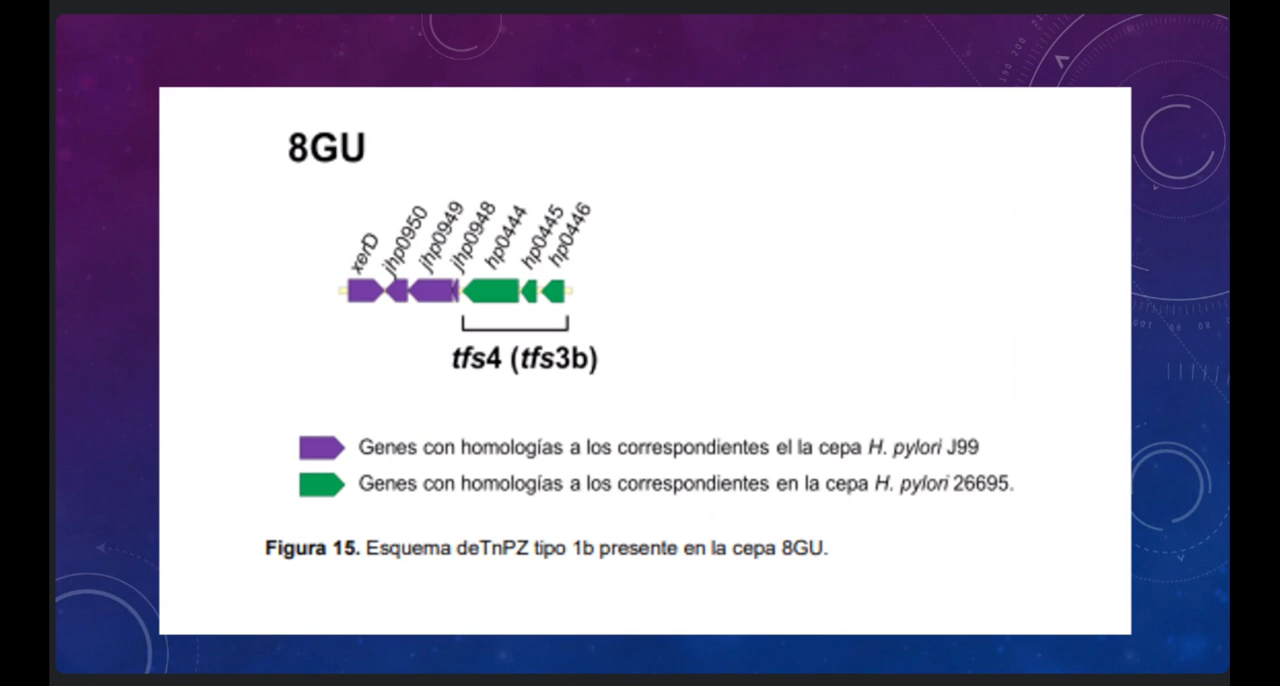 8GU
xerD
jhp0950
jhp0949
jhp0948
hp0444
hp0445
hp0446
tfs4 (tfs3b)
Genes con homologías a los correspondientes el la cepa H. pylori J99
Genes con homologías a los correspondientes en la cepa H. pylori 26695.
Figura 15. Esquema deTnPZ tipo 1b presente en la cepa 8GU.
190 200